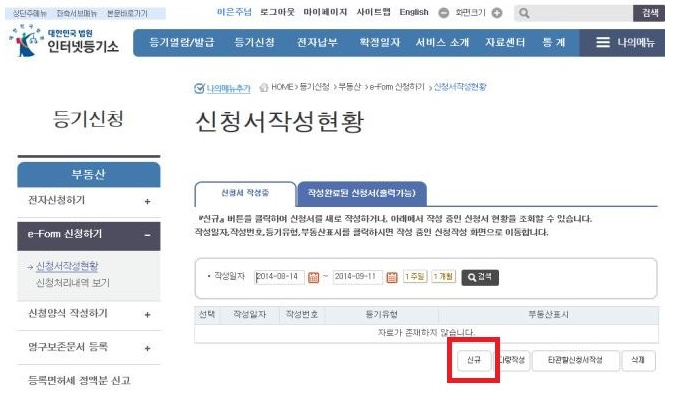 상단주메뉴 좌측서브메뉴 본문바로가기
이은주님 로그아웃 마이페이지 사이트맵 English 화면크기 검색
대한민국 법원
인터넷등기소
등기열람/발급 등기신청 전자납부 확정일자 서비스 소개 자료센터 통 계 나의메뉴
나의메뉴추가 HOME > 등기신청 > 부동산 > e-Form 신청하기 > 신청서작성현황
등기신청
신청서작성현황
부동산
전자신청하기 +
e-Form 신청하기 -
→ 신청서작성현황
신청처리내역 보기
신청양식 작성하기 +
영구보존문서 등록 +
등록면허세 정액분 신고
신청서 작성중 작성완료된 신청서(출력가능)
『신규』 버튼을 클릭하여 신청서를 새로 작성하거나, 아래에서 작성 중인 신청서 현황을 조회할 수 있습니다.
작성일자,작성번호,등기유형,부동산표시를 클릭하시면 작성 중인 신청작성 화면으로 이동합니다.
• 작성일자 2014-08-14 ~ 2014-09-11 1주일 1개월 검색
선택 작성일자 작성번호 등기유형 부동산표시
자료가 존재하지 않습니다.
신규 타관할신청서작성 삭제